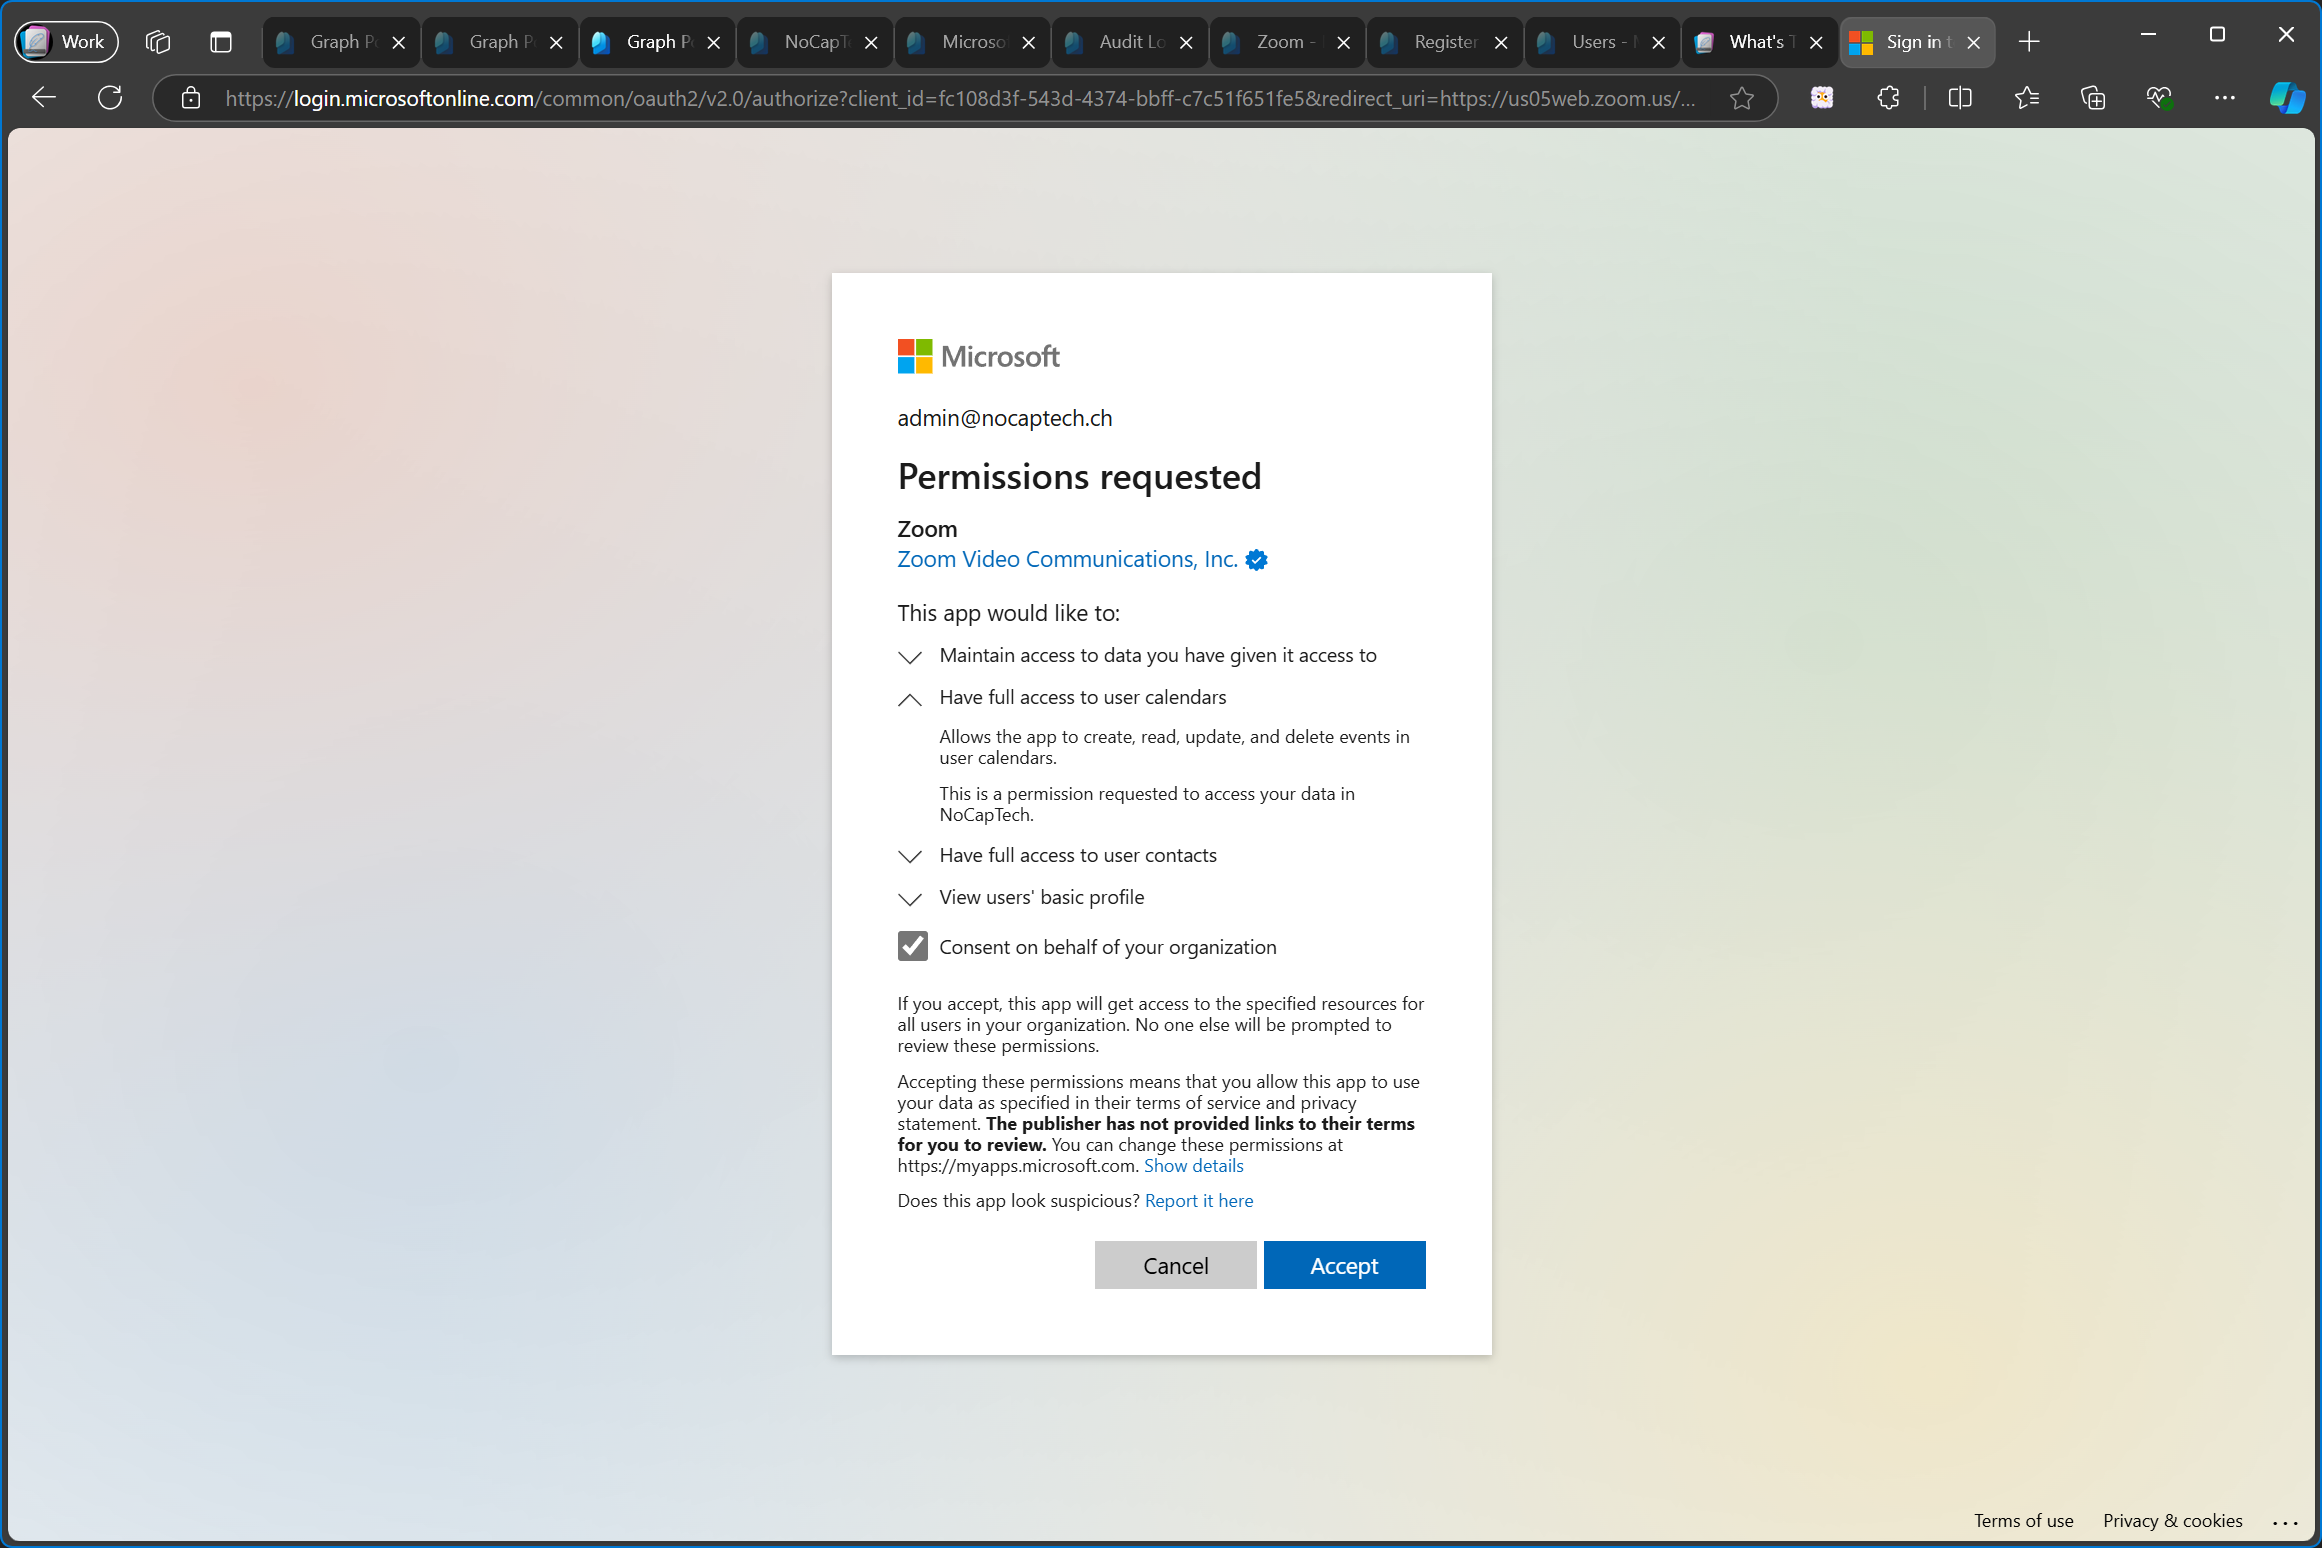 Work
Graph P
Graph P
Graph P
NoCapT
Microso
Audit Lo
Zoom -
Register
Users -
What's T
Sign in t
https://login.microsoftonline.com/common/oauth2/v2.0/authorize?client_id=fc108d3f-543d-4374-bbff-c7c51f651fe5&redirect_uri=https://us05web.zoom.us/...
Microsoft
admin@nocaptech.ch
Permissions requested
Zoom
Zoom Video Communications, Inc.
This app would like to:
Maintain access to data you have given it access to
Have full access to user calendars
Allows the app to create, read, update, and delete events in
user calendars.
This is a permission requested to access your data in
NoCapTech.
Have full access to user contacts
View users' basic profile
Consent on behalf of your organization
If you accept, this app will get access to the specified resources for
all users in your organization. No one else will be prompted to
review these permissions.
Accepting these permissions means that you allow this app to use
your data as specified in their terms of service and privacy
statement. The publisher has not provided links to their terms
for you to review. You can change these permissions at
https://myapps.microsoft.com. Show details
Does this app look suspicious? Report it here
Cancel
Accept
Terms of use
Privacy & cookies